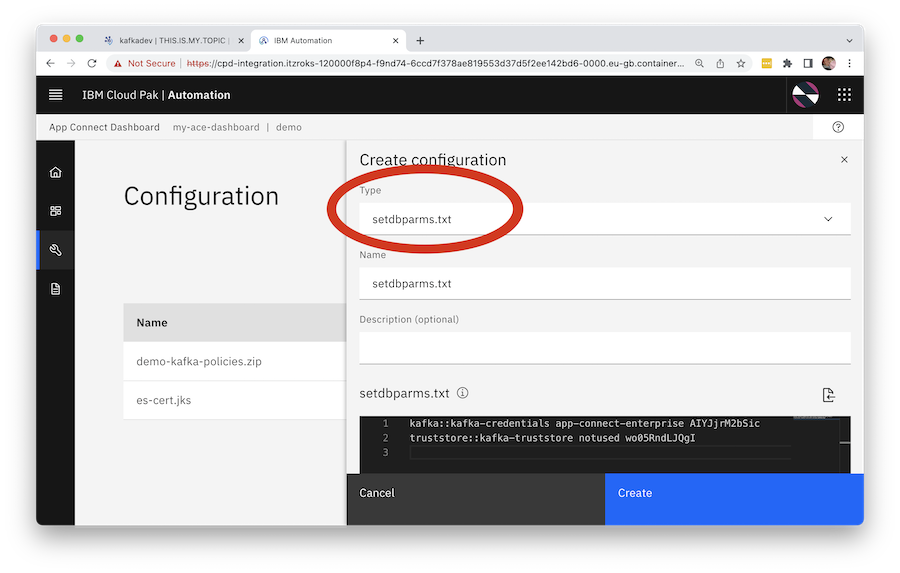 kafkadev | THIS.IS.MY.TOPIC |
IBM Automation
Not Secure | https://cpd-integration.itzroks-120000f8p4-f9nd74-6ccd7f378ae819553d37d5f2ee142bd6-0000.eu-gb.container...
IBM Cloud Pak | Automation
App Connect Dashboard my-ace-dashboard | demo
Configuration
Name
demo-kafka-policies.zip
es-cert.jks
Create configuration
Type
setdbparms.txt
Name
setdbparms.txt
Description (optional)
setdbparms.txt
1 kafka::kafka-credentials app-connect-enterprise AIYJjrM2bSic
2 truststore::kafka-truststore notused wo05RndLJQgI
3
Cancel
Create